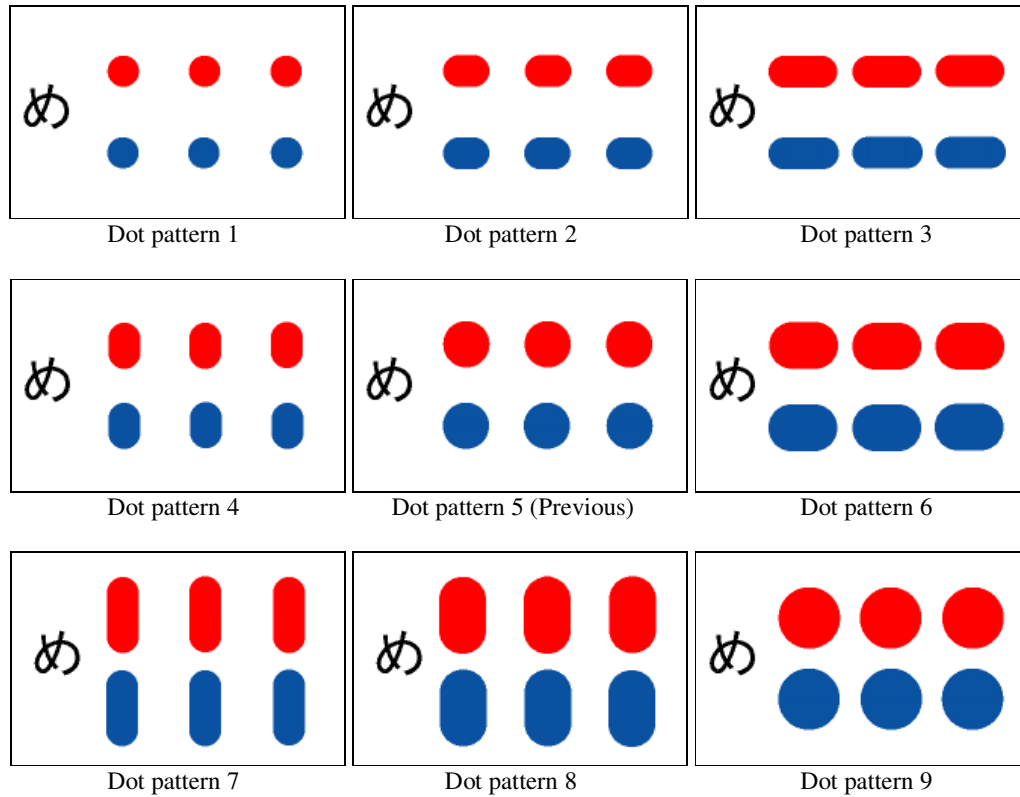 め め め
Dot pattern 1 Dot pattern 2 Dot pattern 3
め め め
Dot pattern 4 Dot pattern 5 (Previous) Dot pattern 6
め め め
Dot pattern 7 Dot pattern 8 Dot pattern 9